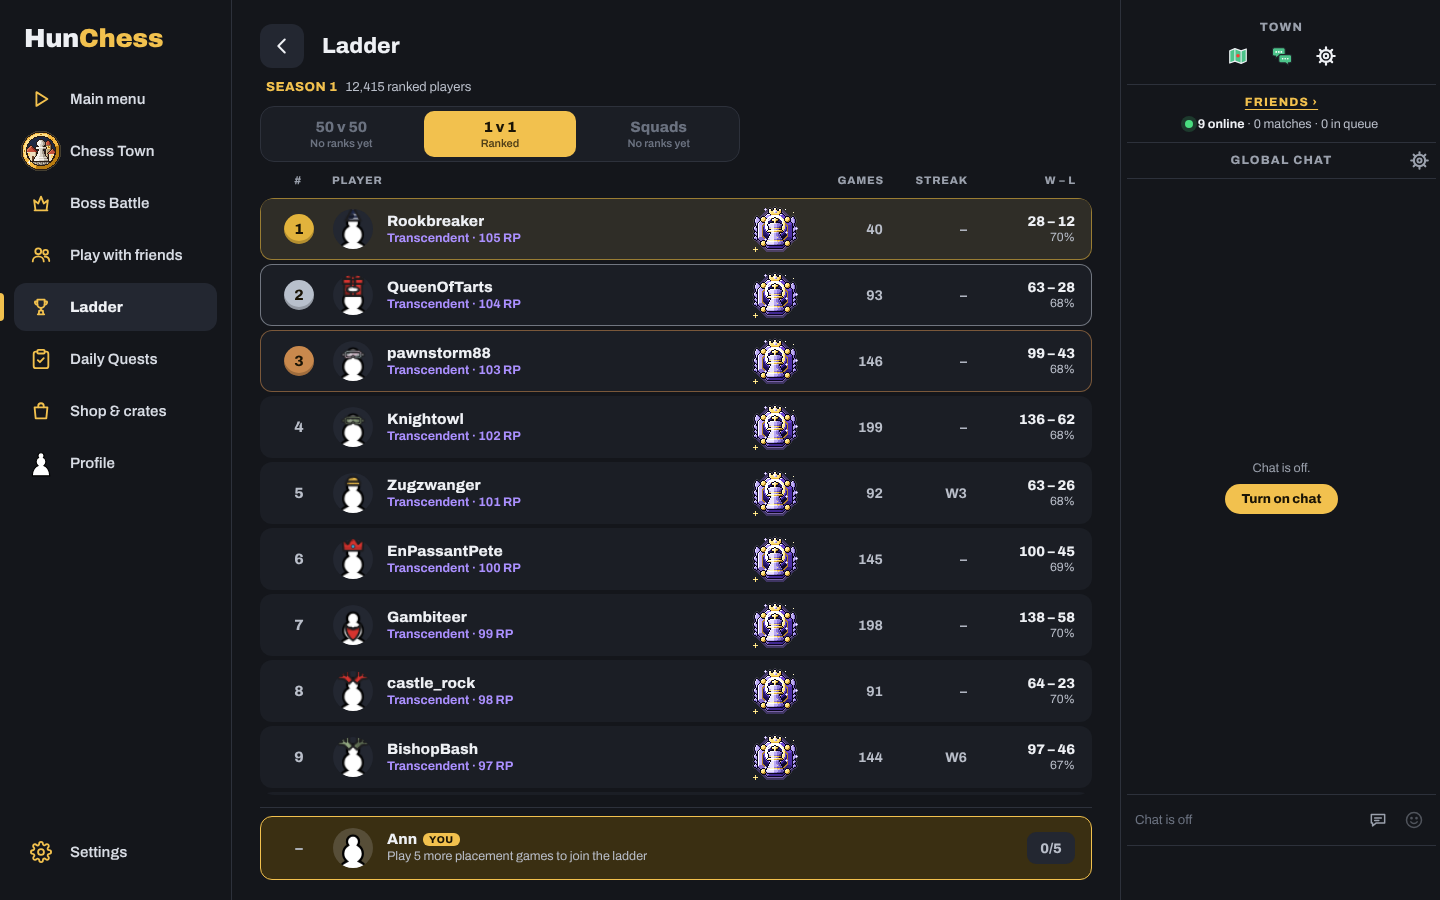 HunChess
Main menu
Chess Town
Boss Battle
Play with friends
Ladder
Daily Quests
Shop & crates
Profile
Settings
Ladder
SEASON 1 12,415 ranked players
50 v 50
No ranks yet
1 v 1
Ranked
Squads
No ranks yet
# PLAYER GAMES STREAK W – L
1 Rookbreaker 40 – 28 – 12
Transcendent · 105 RP 70%
2 QueenOfTarts 93 – 63 – 28
Transcendent · 104 RP 68%
3 pawnstorm88 146 – 99 – 43
Transcendent · 103 RP 68%
4 Knightowl 199 – 136 – 62
Transcendent · 102 RP 68%
5 Zugzwanger 92 W3 63 – 26
Transcendent · 101 RP 68%
6 EnPassantPete 145 – 100 – 45
Transcendent · 100 RP 69%
7 Gambiteer 198 – 138 – 58
Transcendent · 99 RP 70%
8 castle_rock 91 – 64 – 23
Transcendent · 98 RP 70%
9 BishopBash 144 W6 97 – 46
Transcendent · 97 RP 67%
– Ann YOU 0/5
Play 5 more placement games to join the ladder
TOWN
FRIENDS ›
9 online · 0 matches · 0 in queue
GLOBAL CHAT
Chat is off.
Turn on chat
Chat is off